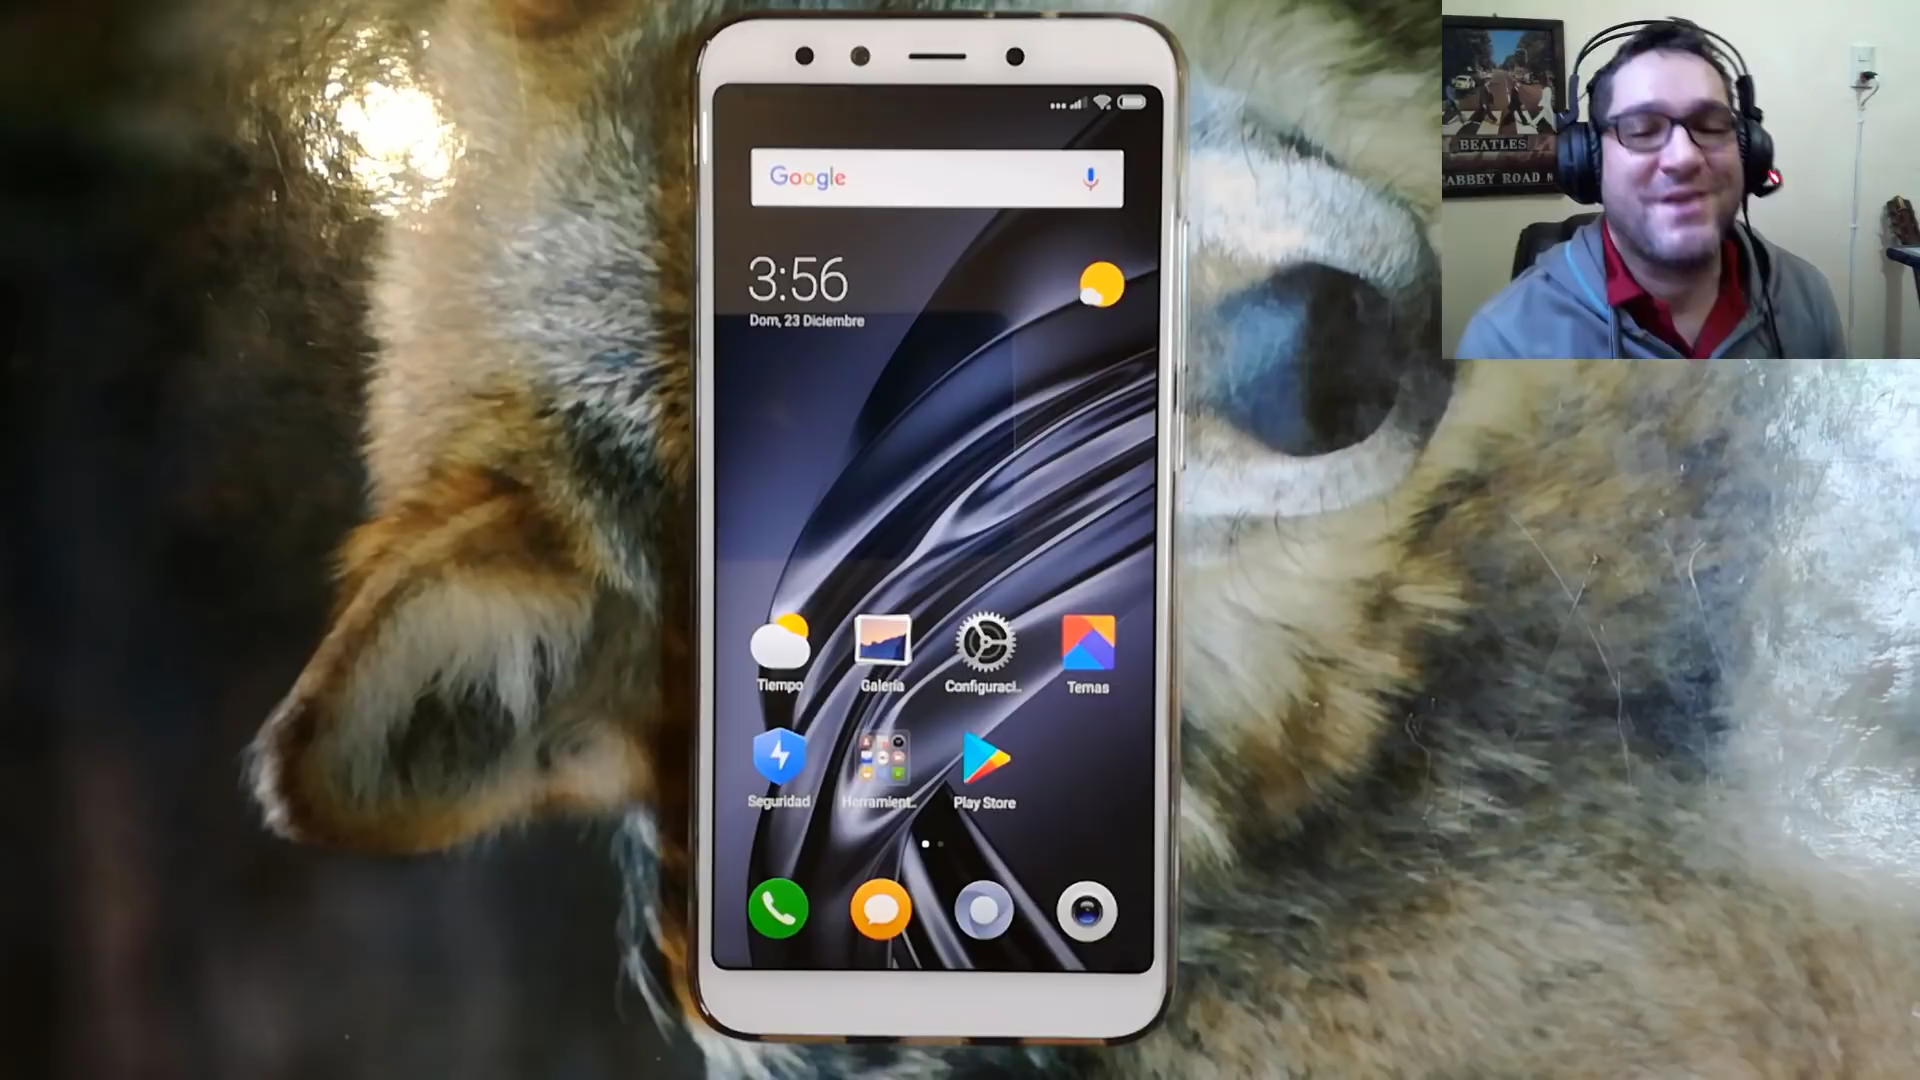 Google
3:56
Dom, 23 Diciembre
Tiempo
Galería
Configuraci..
Temas
Seguridad
Herramient..
Play Store
BEATLES
ABBEY ROAD